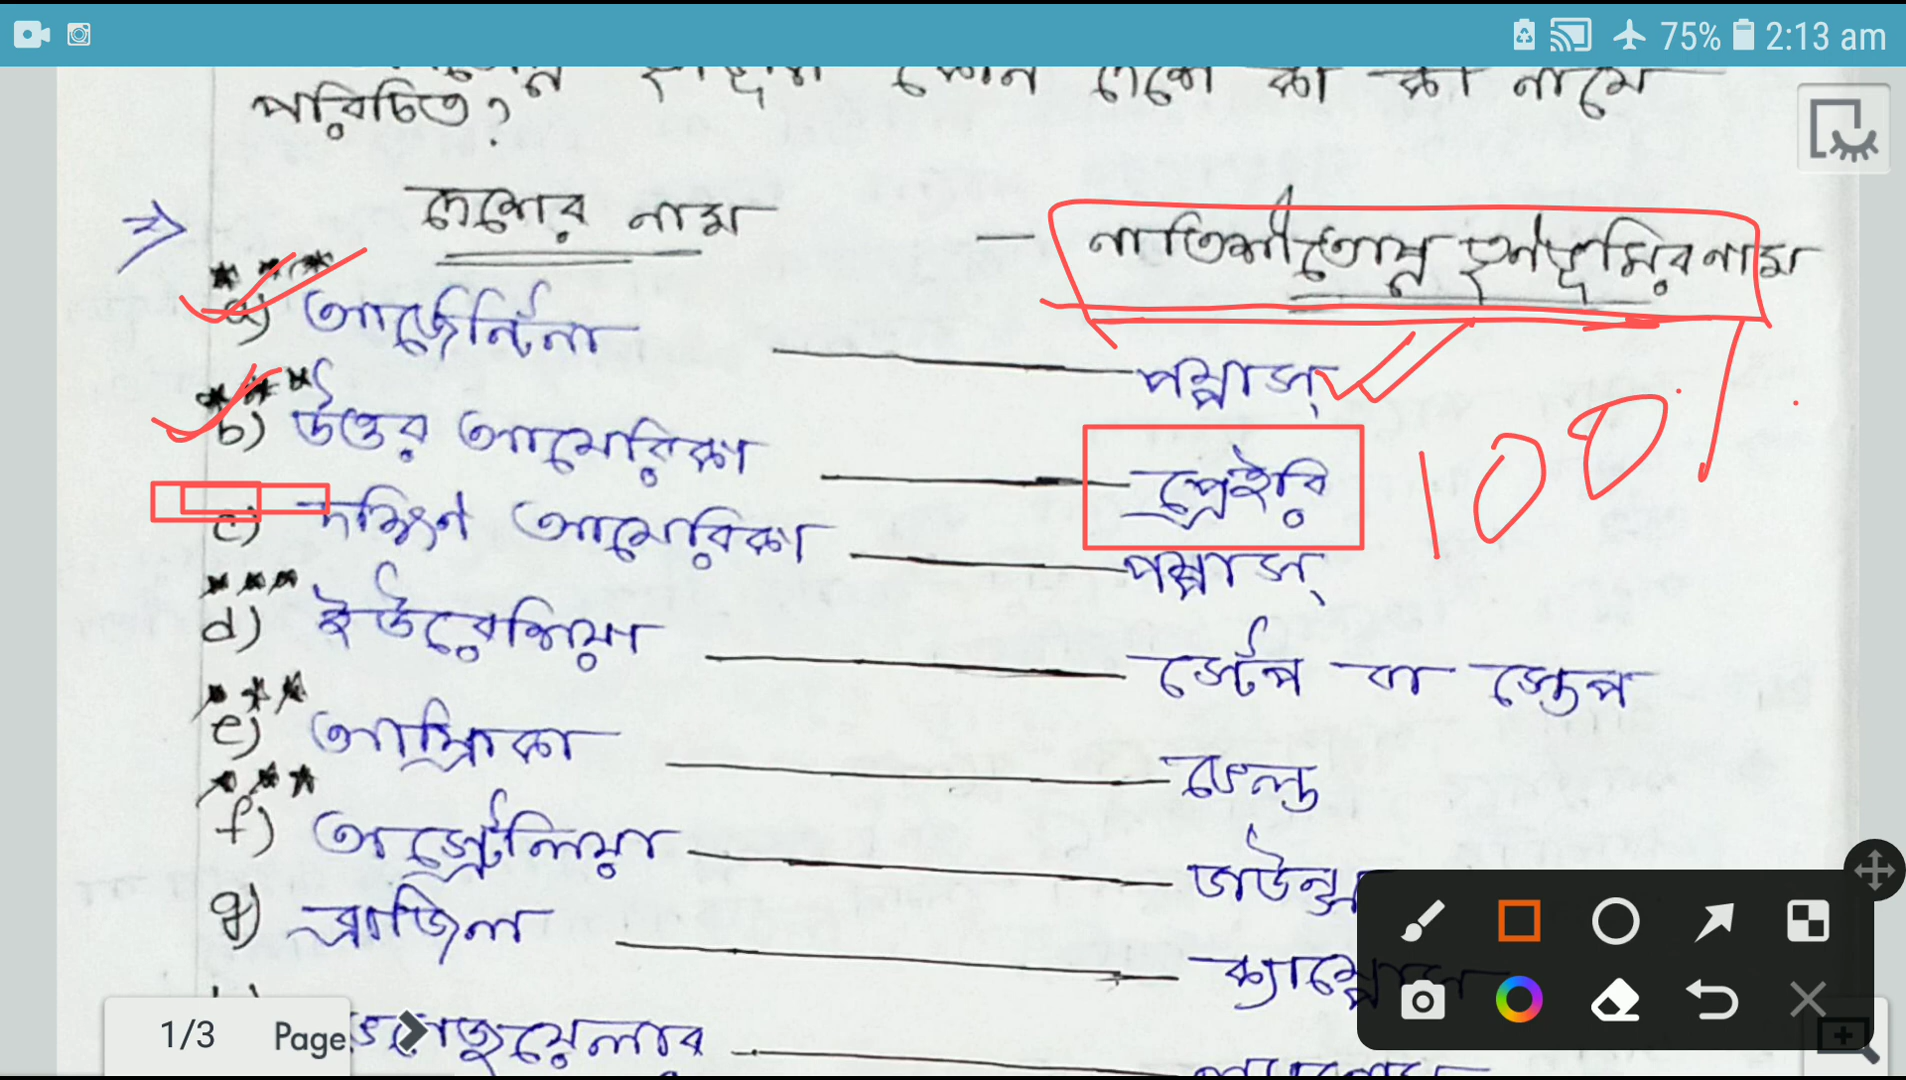 75% 2:13 am
কোন দেশে কী কী নামে
পরিচিত?
দেশের নাম — নাতিশীতোষ্ণ তৃণভূমির নাম
a) আর্জেন্টিনা পম্পাস্
b) উত্তর আমেরিকা প্রেইরি
100%
c) দক্ষিণ আমেরিকা পম্পাস্
d) ইউরেশিয়া স্টেপ বা স্তেপ
e) আফ্রিকা ভেল্ড
f) অস্ট্রেলিয়া ডাউন্স
g) ব্রাজিল
1/3 Page